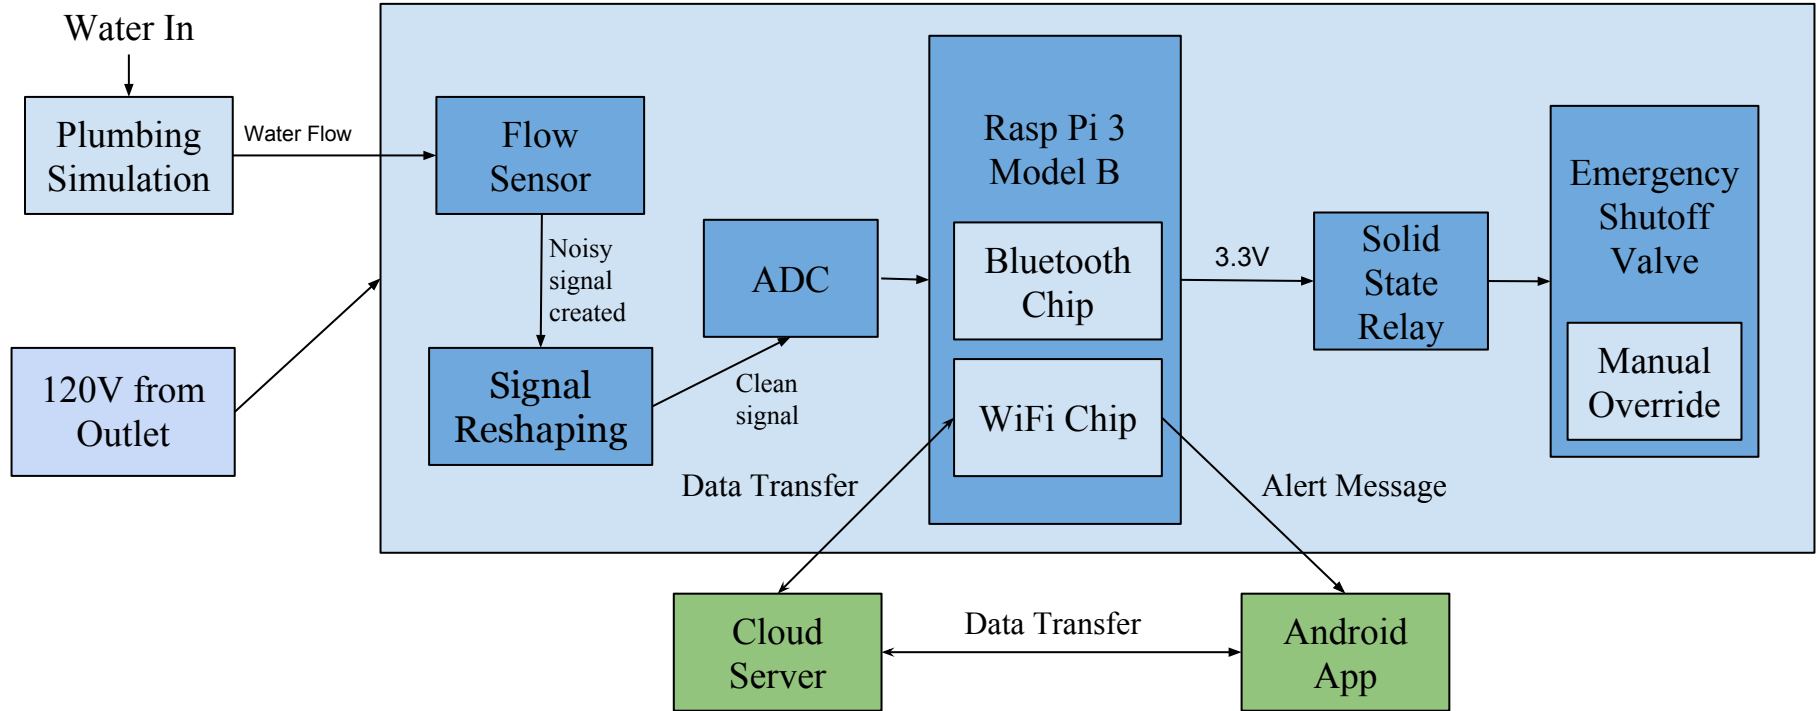 Water In
Plumbing
Simulation
Water Flow
120V from
Outlet
Flow
Sensor
Noisy
signal
created
Signal
Reshaping
Clean
signal
ADC
Rasp Pi 3
Model B
Bluetooth
Chip
WiFi Chip
3.3V
Solid
State
Relay
Emergency
Shutoff
Valve
Manual
Override
Data Transfer
Alert Message
Cloud
Server
Data Transfer
Android
App